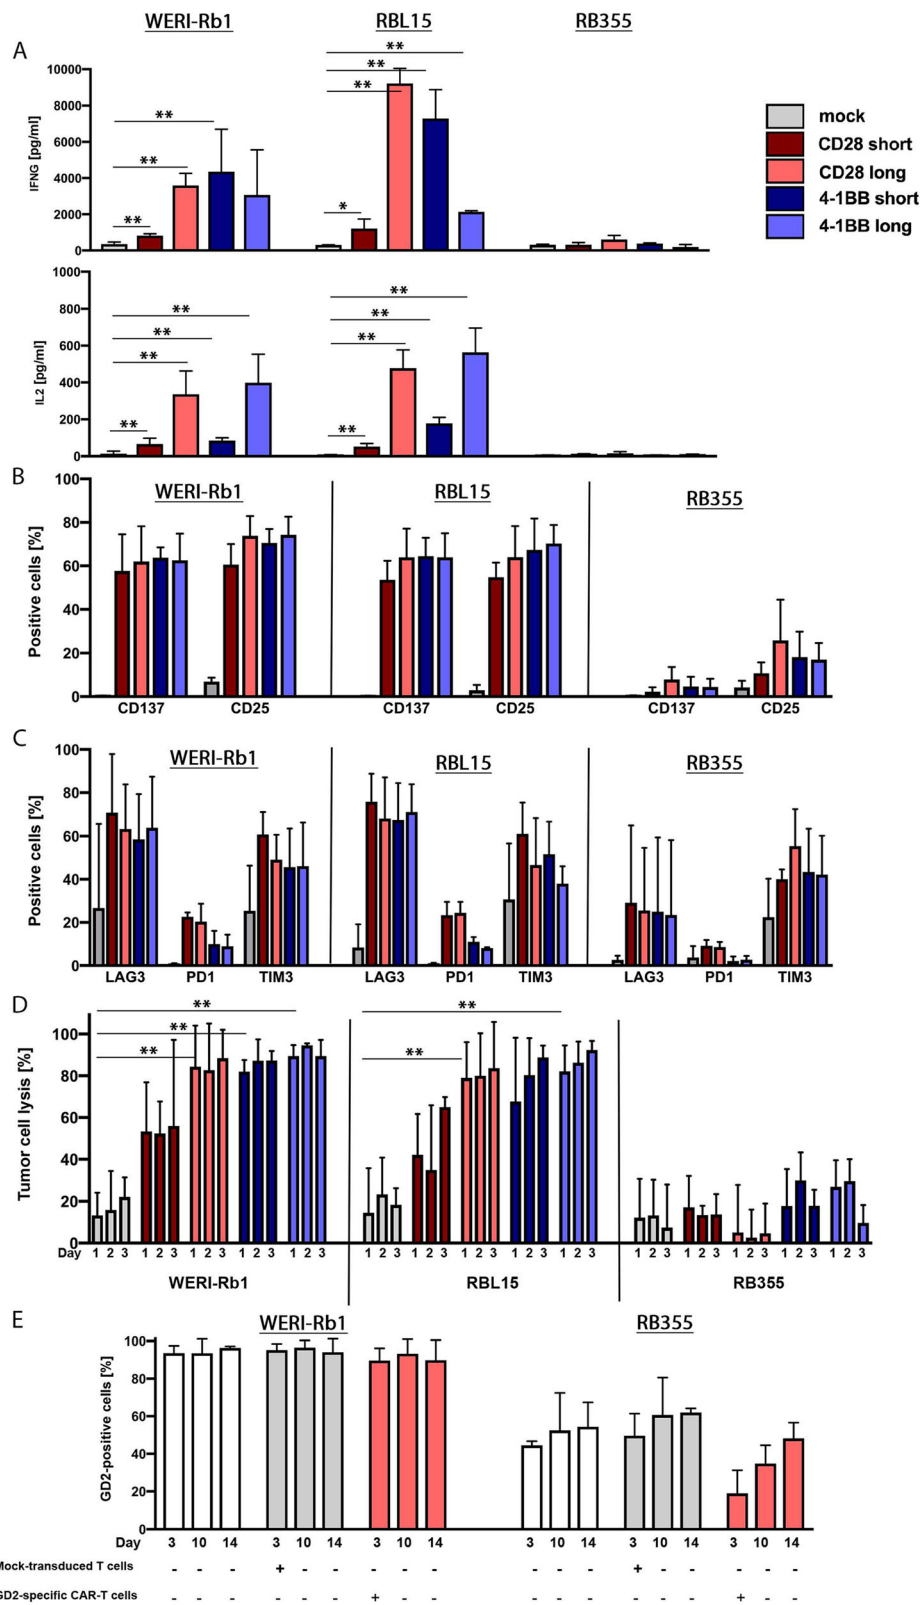 WERI-Rb1 RBL15 RB355
A
10000
8000
6000
4000
2000
0
IFNG [pg/ml]
** ** ** * ** ** **
mock
CD28 short
CD28 long
4-1BB short
4-1BB long
1000
800
600
400
200
0
IL2 [pg/ml]
** ** ** ** ** ** ** **
B
WERI-Rb1 RBL15 RB355
100
80
60
40
20
0
Positive cells [%]
CD137 CD25 CD137 CD25 CD137 CD25
C
WERI-Rb1 RBL15 RB355
100
80
60
40
20
0
Positive cells [%]
LAG3 PD1 TIM3 LAG3 PD1 TIM3 LAG3 PD1 TIM3
D
** ** ** ** **
100
80
60
40
20
0
Tumor cell lysis [%]
Day 1 2 3 1 2 3 1 2 3 1 2 3 1 2 3 1 2 3 1 2 3 1 2 3 1 2 3 1 2 3 1 2 3 1 2 3 1 2 3 1 2 3 1 2 3
WERI-Rb1 RBL15 RB355
E
WERI-Rb1 RB355
100
80
60
40
20
0
GD2-positive cells [%]
Day 3 10 14 3 10 14 3 10 14 3 10 14 3 10 14 3 10 14
Mock-transduced T cells - - - + - - - - - - - - + - - - - -
GD2-specific CAR-T cells - - - - - - + - - - - - - - - + - -